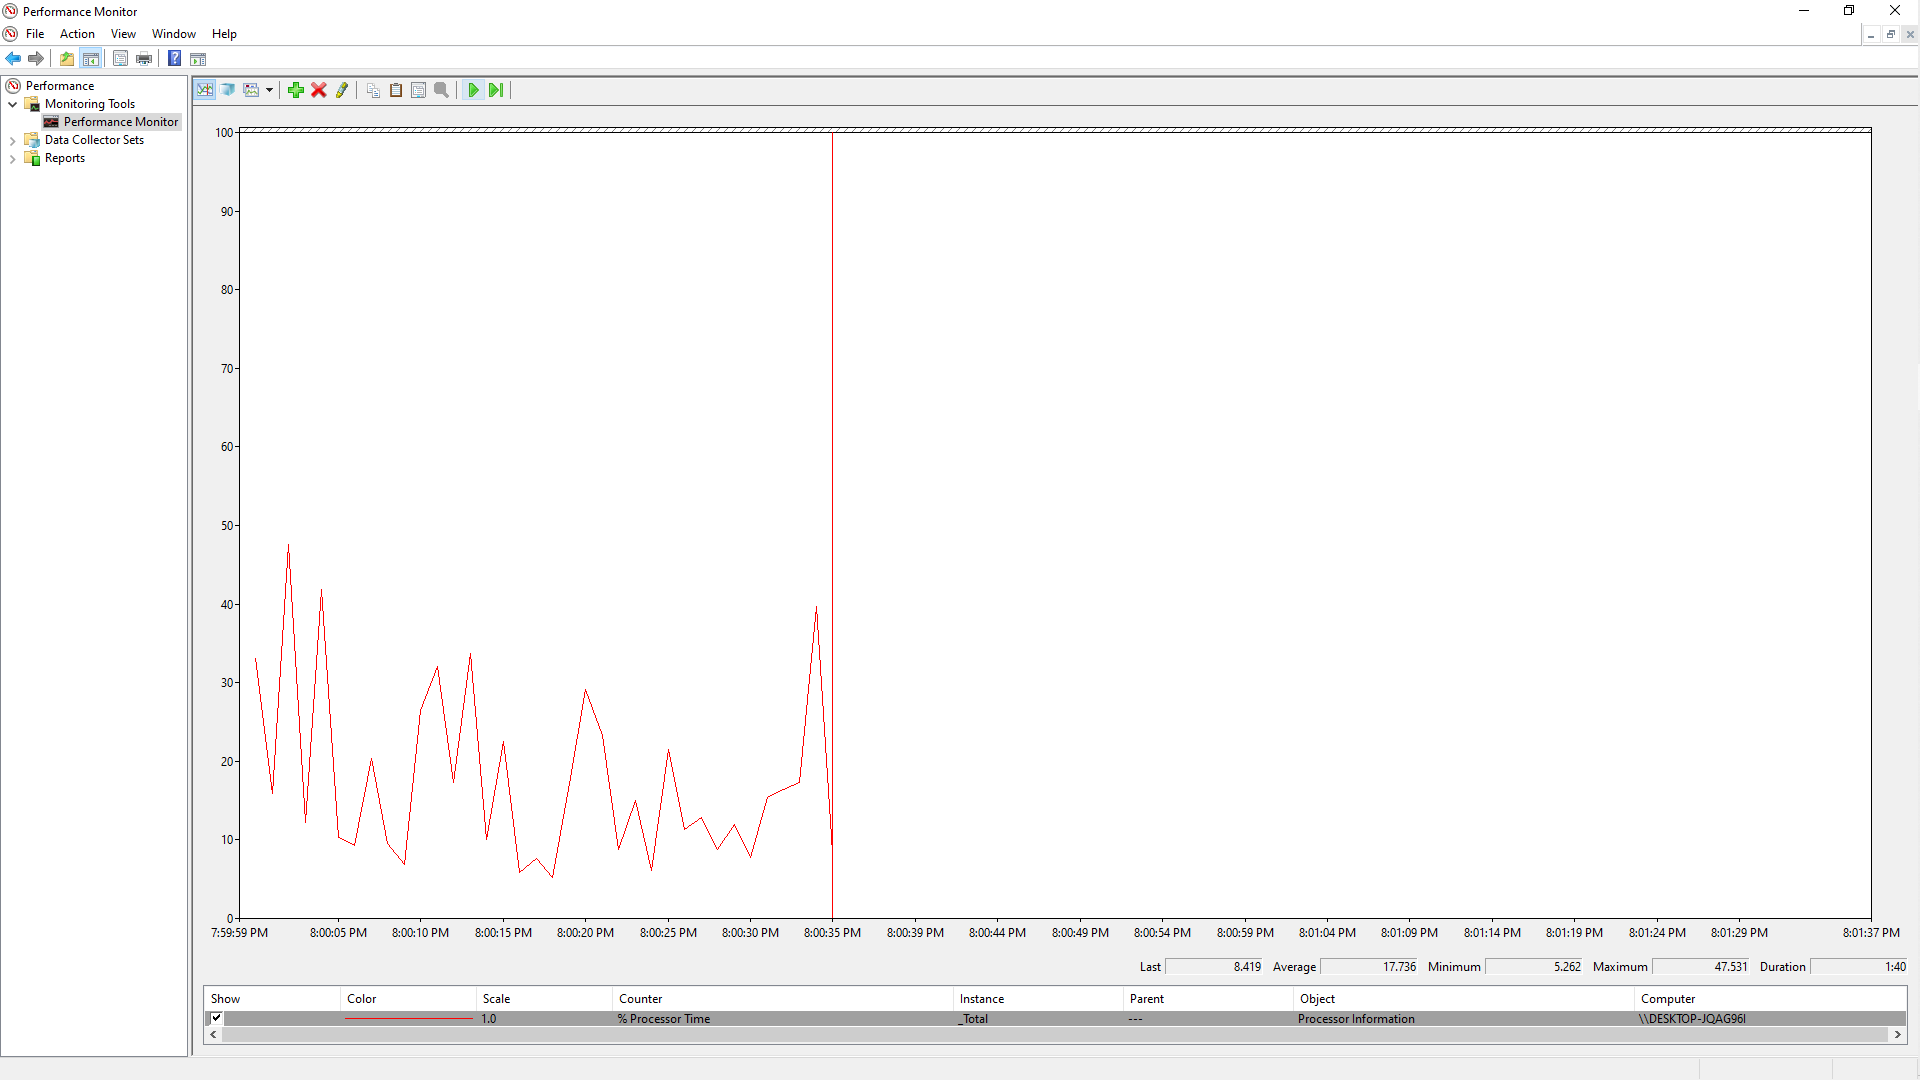 Performance Monitor
File Action View Window Help
Performance
Monitoring Tools
Performance Monitor
Data Collector Sets
Reports
100
90
80
70
60
50
40
30
20
10
0
7:59:59 PM 8:00:05 PM 8:00:10 PM 8:00:15 PM 8:00:20 PM 8:00:25 PM 8:00:30 PM 8:00:35 PM 8:00:39 PM 8:00:44 PM 8:00:49 PM 8:00:54 PM 8:00:59 PM 8:01:04 PM 8:01:09 PM 8:01:14 PM 8:01:19 PM 8:01:24 PM 8:01:29 PM 8:01:37 PM
Last 8.419 Average 17.736 Minimum 5.262 Maximum 47.531 Duration 1:40
Show Color Scale Counter Instance Parent Object Computer
1.0 % Processor Time _Total --- Processor Information \\DESKTOP-JQAG96I